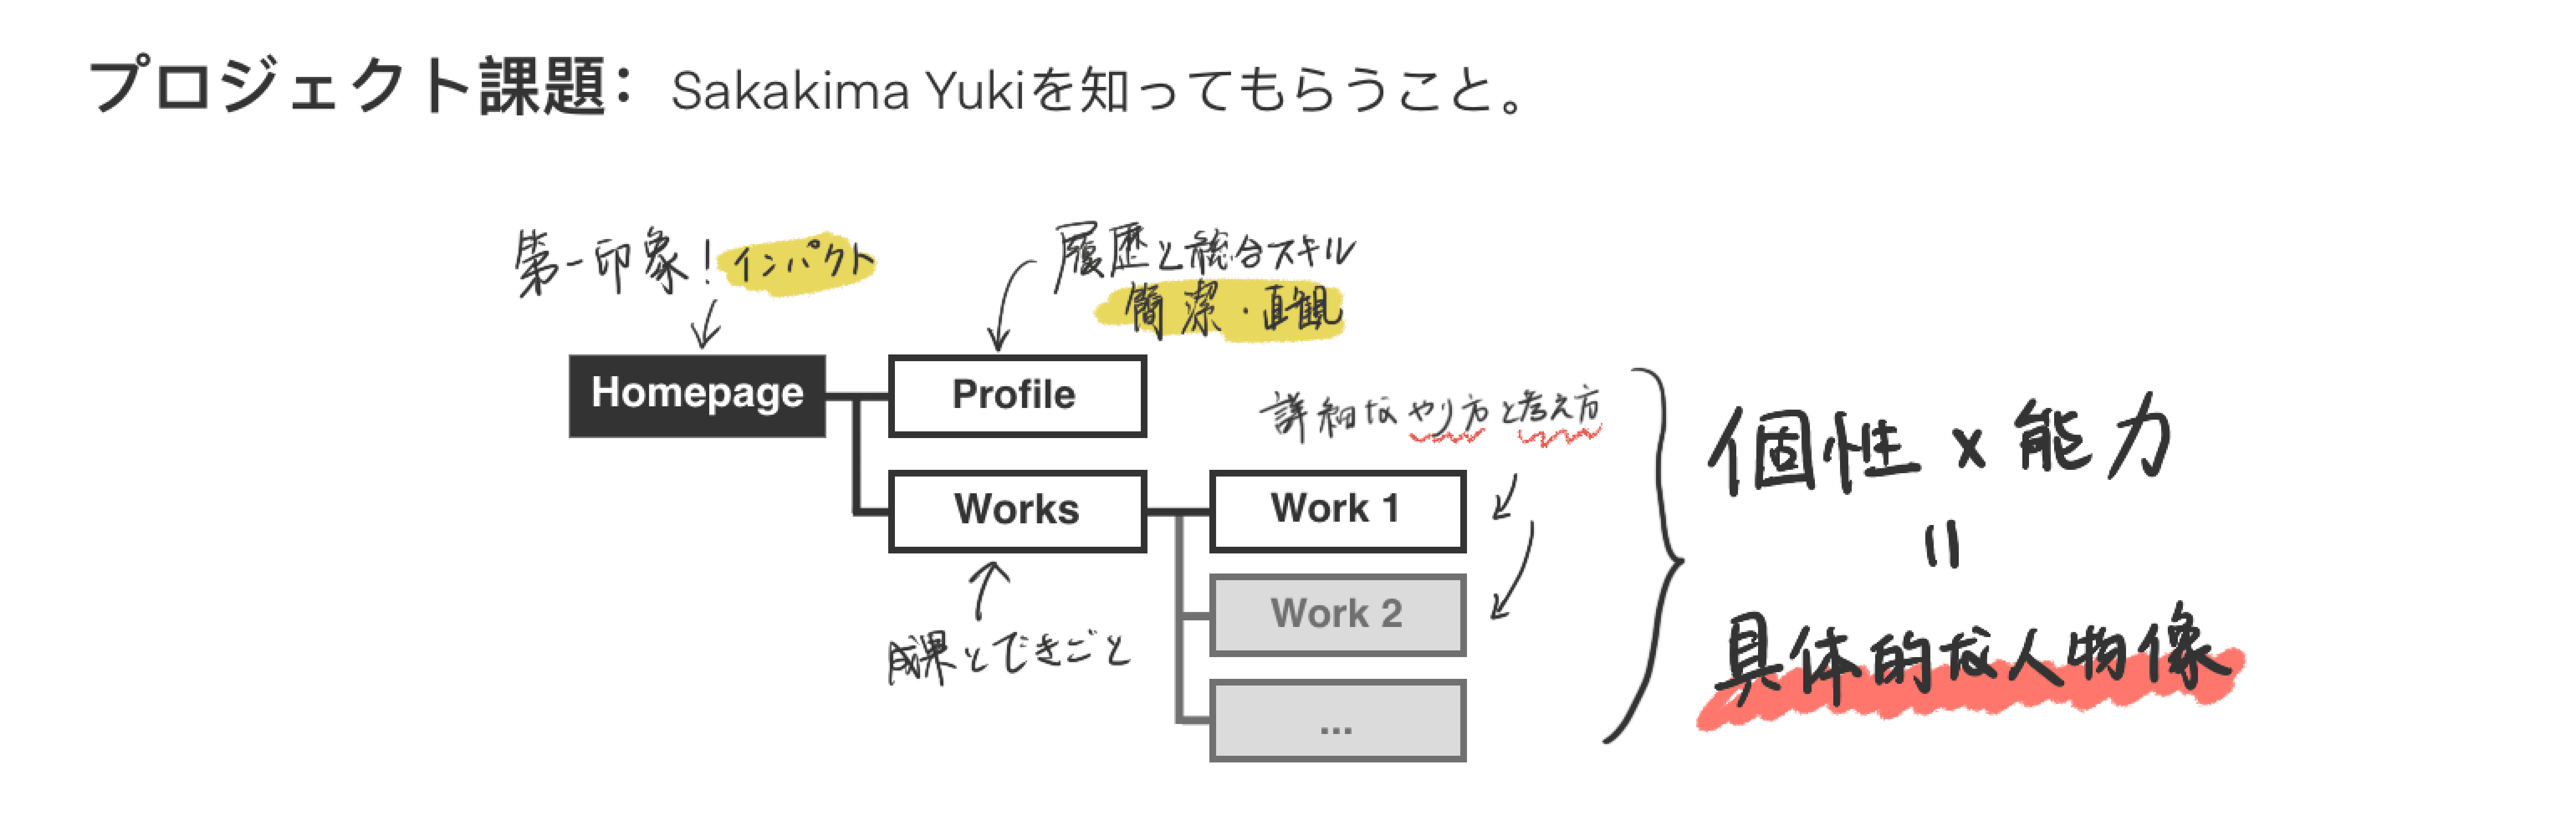 プロジェクト課題：Sakakima Yukiを知ってもらうこと。
第一印象！インパクト
履歴と総合スキル
簡潔・直観
Homepage
Profile
詳細なやり方と考え方
Works
Work 1
Work 2
...
成果とできごと
個性×能力
=
具体的な人物像